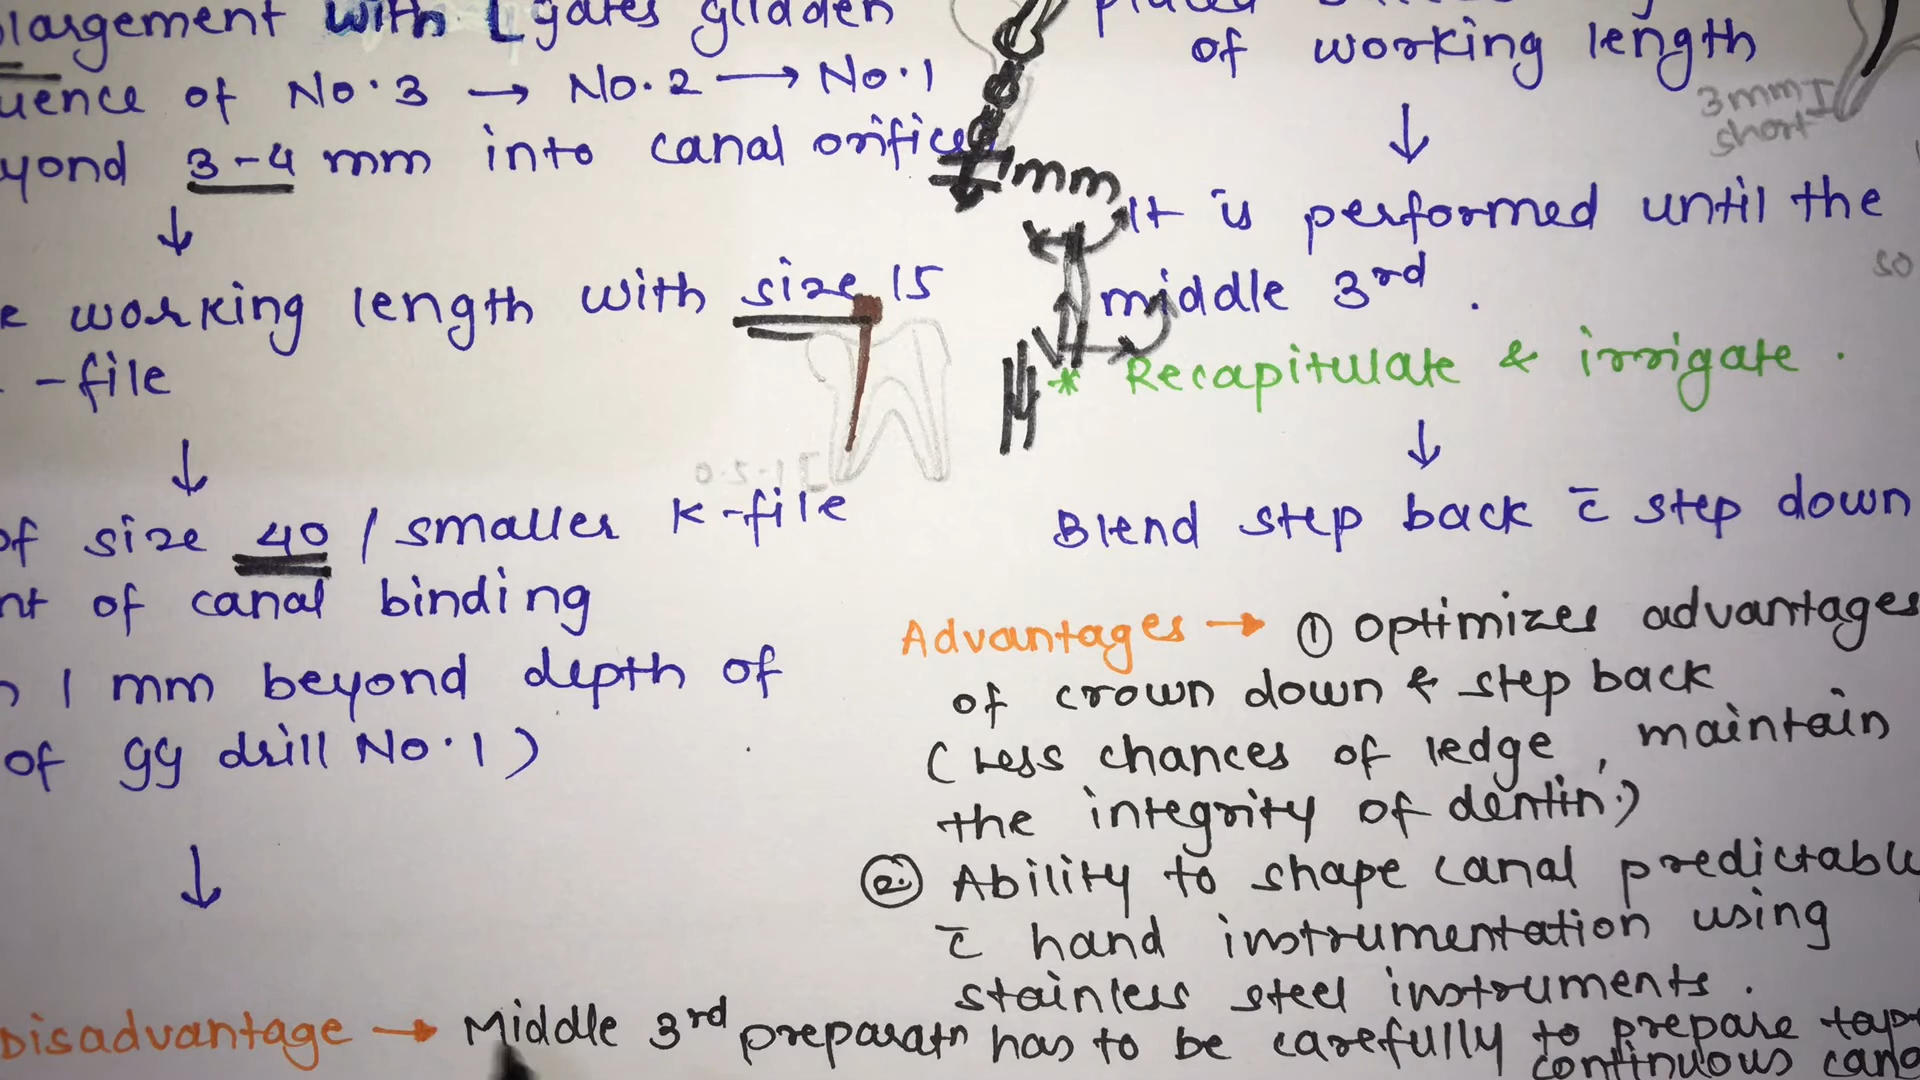 largement with gates glidden
uence of No.3 → No.2 → No.1
yond 3-4 mm into canal orifice
↓
working length with size 15
-file
↓
of size 40 / smaller K-file
nt of canal binding
1 mm beyond depth of
of gg drill No.1)
↓
1mm
of working length
3mm
short
↓
It is performed until the
middle 3rd.
so
* Recapitulate & irrigate.
↓
Blend step back c̄ step down
Advantages → ① optimizes advantages
of crown down & step back
(Less chances of ledge, maintain
the integrity of dentin.)
②. Ability to shape canal predictabl
c̄ hand instrumentation using
stainless steel instruments.
Disadvantage → Middle 3rd preparatn has to be carefully to prepare
continuous cana